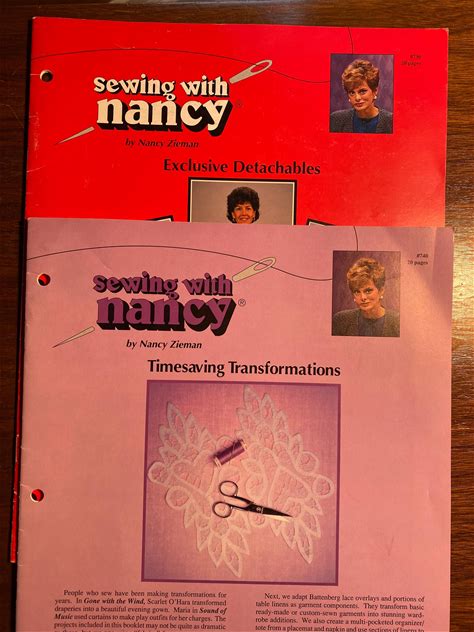 Sewing with
nancy®
by Nancy Zieman
#739
20 pages
Exclusive Detachables
Sewing with
nancy®
by Nancy Zieman
#740
20 pages
Timesaving Transformations
People who sew have been making transformations for
years. In Gone with the Wind, Scarlet O'Hara transformed
draperies into a beautiful evening gown. Maria in Sound of
Music used curtains to make play outfits for her charges. The
projects included in this booklet may not be quite as dramatic
Next, we adapt Battenberg lace overlays and portions of
table linens as garment components. They transform basic
ready-made or custom-sewn garments into stunning ward-
robe additions. We also create a multi-pocketed organizer/
tote from a placemat and napkin and use